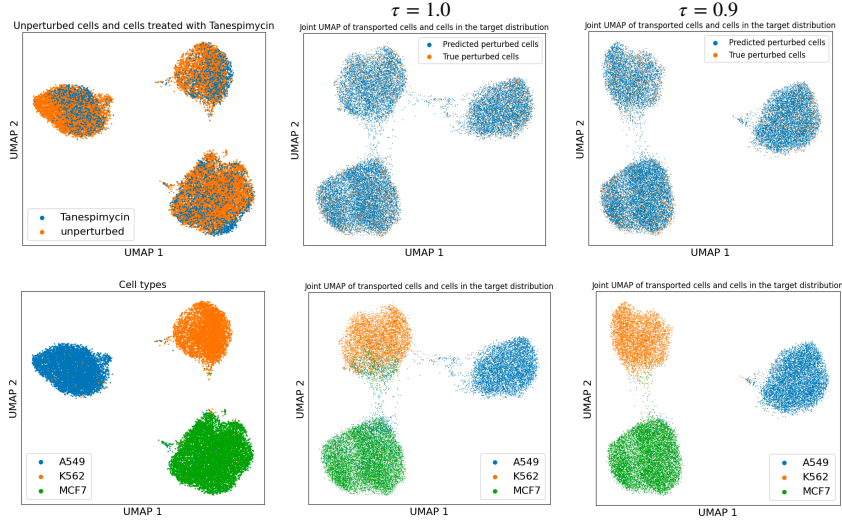 τ = 1.0
τ = 0.9
Unperturbed cells and cells treated with Tanespimycin
Joint UMAP of transported cells and cells in the target distribution
Joint UMAP of transported cells and cells in the target distribution
UMAP 2
Tanespimycin
unperturbed
UMAP 1
UMAP 2
Predicted perturbed cells
True perturbed cells
UMAP 1
UMAP 2
Predicted perturbed cells
True perturbed cells
UMAP 1
Cell types
Joint UMAP of transported cells and cells in the target distribution
Joint UMAP of transported cells and cells in the target distribution
UMAP 2
A549
K562
MCF7
UMAP 1
UMAP 2
A549
K562
MCF7
UMAP 1
UMAP 2
A549
K562
MCF7
UMAP 1